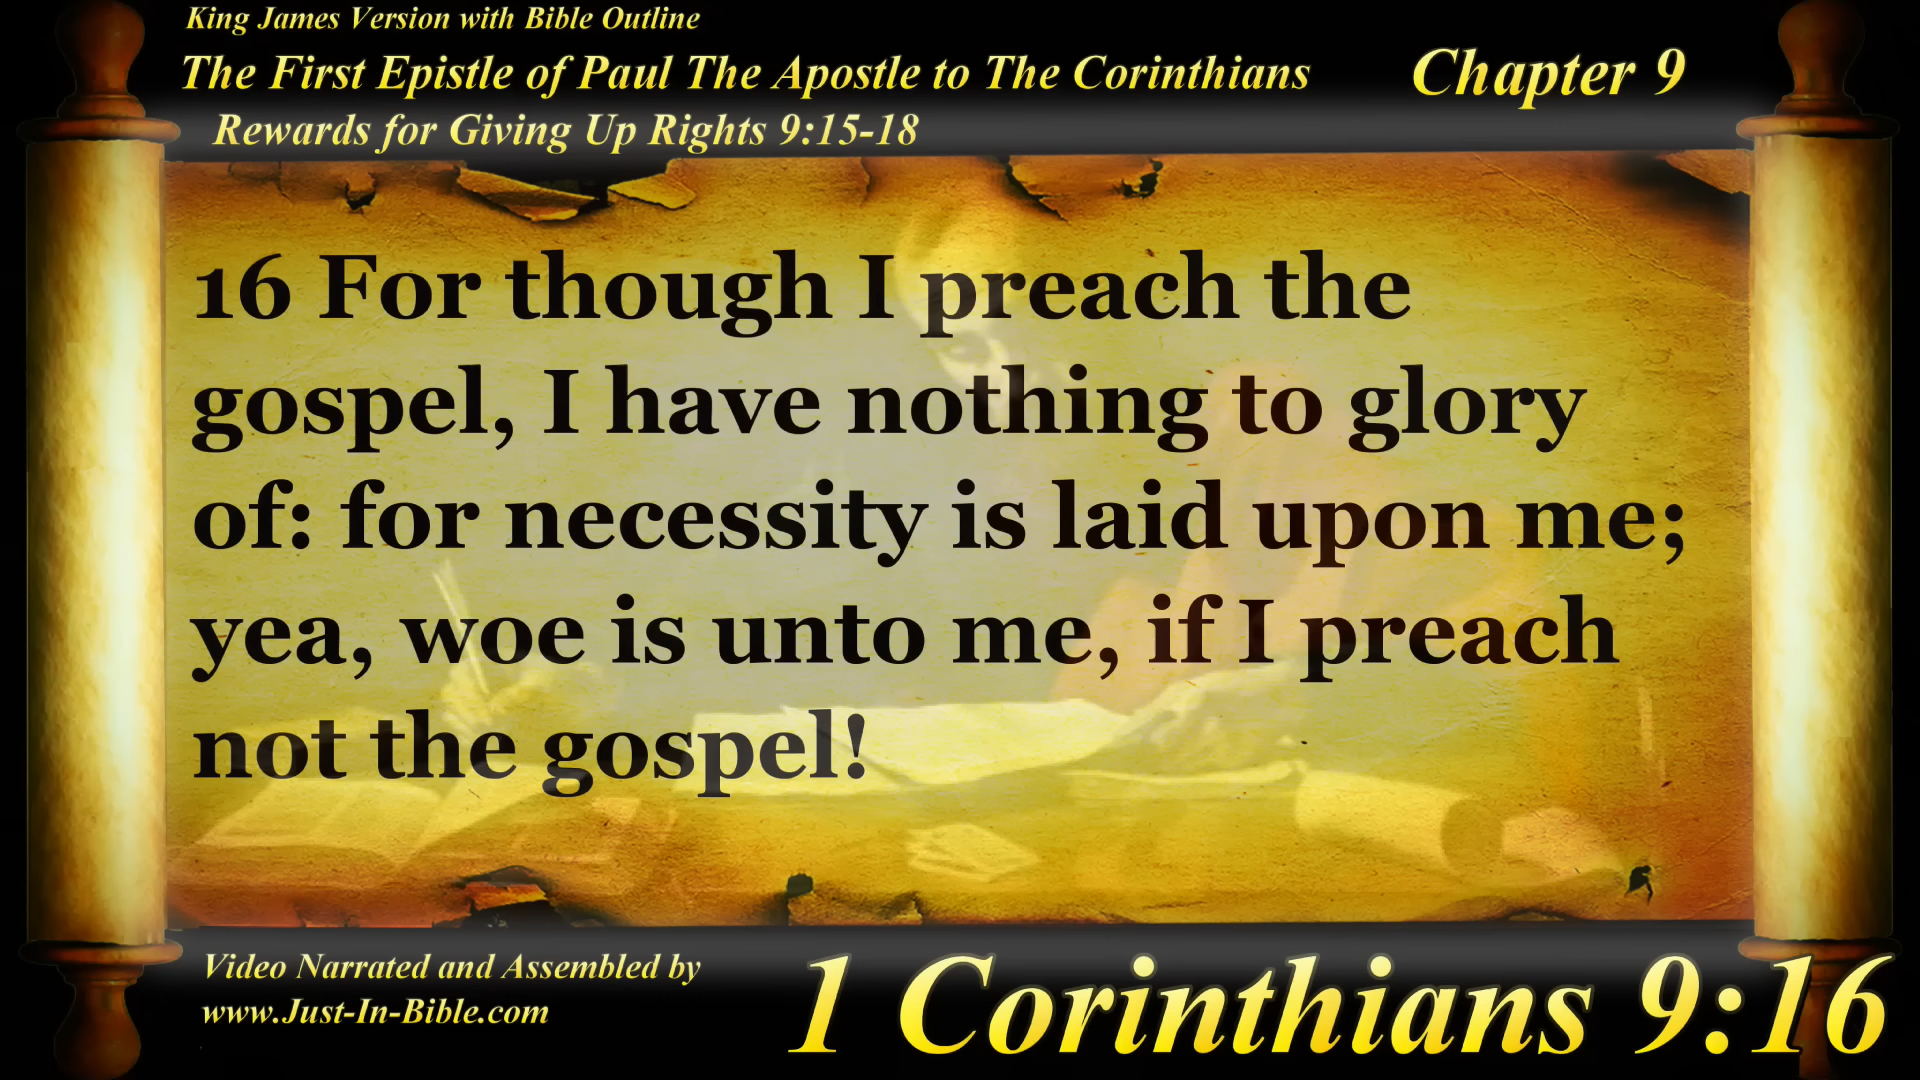 King James Version with Bible Outline
The First Epistle of Paul The Apostle to The Corinthians
Chapter 9
Rewards for Giving Up Rights 9:15-18
16 For though I preach the
gospel, I have nothing to glory
of: for necessity is laid upon me;
yea, woe is unto me, if I preach
not the gospel!
Video Narrated and Assembled by
www.Just-In-Bible.com
1 Corinthians 9:16